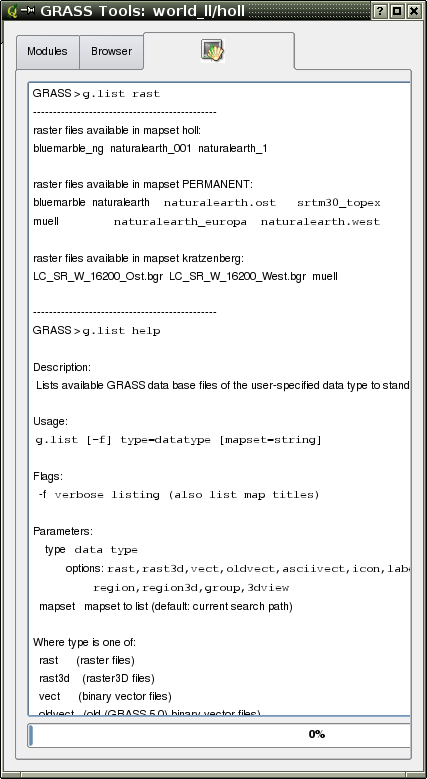 GRASS Tools: world_ll/holl
Modules Browser
GRASS > g.list rast
----------------------------------------------
raster files available in mapset holl:
bluemarble_ng naturalearth_001 naturalearth_1
raster files available in mapset PERMANENT:
bluemarble naturalearth naturalearth.ost srtm30_topex
muell naturalearth_europa naturalearth.west
raster files available in mapset kratzenberg:
LC_SR_W_16200_Ost.bgr LC_SR_W_16200_West.bgr muell
----------------------------------------------
GRASS > g.list help
Description:
Lists available GRASS data base files of the user-specified data type to stand
Usage:
g.list [-f] type=datatype [mapset=string]
Flags:
-f verbose listing (also list map titles)
Parameters:
type data type
options: rast,rast3d,vect,oldvect,asciivect,icon,labe
region,region3d,group,3dview
mapset mapset to list (default: current search path)
Where type is one of:
rast (raster files)
rast3d (raster3D files)
vect (binary vector files)
oldvect (old (GRASS 5.0) binary vector files)
0%